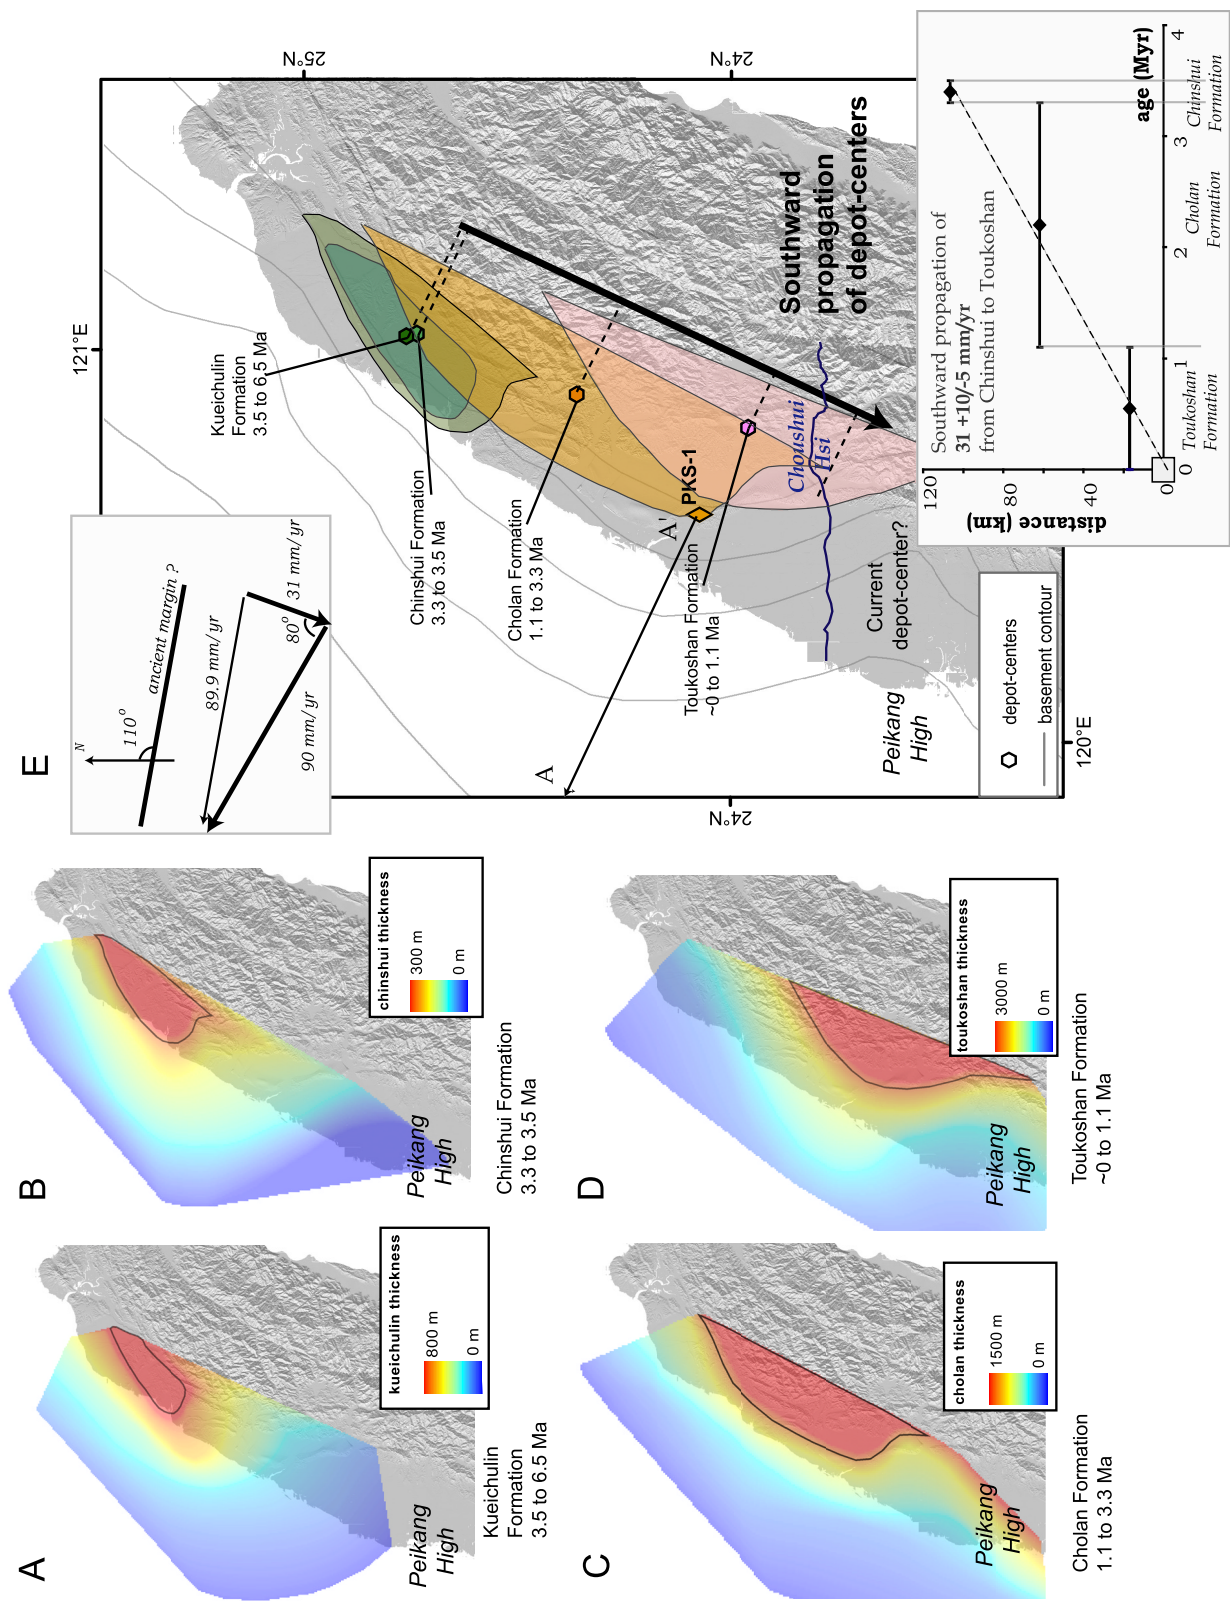 A
Peikang
High
kueichulin thickness
800 m
0 m
Kueichulin
Formation
3.5 to 6.5 Ma
B
Peikang
High
chinshui thickness
300 m
0 m
Chinshui Formation
3.3 to 3.5 Ma
C
Peikang
High
cholan thickness
1500 m
0 m
Cholan Formation
1.1 to 3.3 Ma
D
Peikang
High
toukoshan thickness
3000 m
0 m
Toukoshan Formation
~0 to 1.1 Ma
E
N
110°
ancient margin ?
89.9 mm/yr
90 mm/yr
80°
31 mm/yr
121°E
25°N
24°N
24°N
120°E
Kueichulin
Formation
3.5 to 6.5 Ma
Chinshui Formation
3.3 to 3.5 Ma
Cholan Formation
1.1 to 3.3 Ma
Toukoshan Formation
~0 to 1.1 Ma
A
A'
PKS-1
Choushui
Hsi
Southward
propagation
of depot-centers
Current
depot-center?
Peikang
High
depot-centers
basement contour
Southward propagation of
31 +10/-5 mm/yr
from Chinshui to Toukoshan
distance (km)
120
80
40
0
0
1
2
3
4
age (Myr)
Toukoshan
Formation
Cholan
Formation
Chinshui
Formation